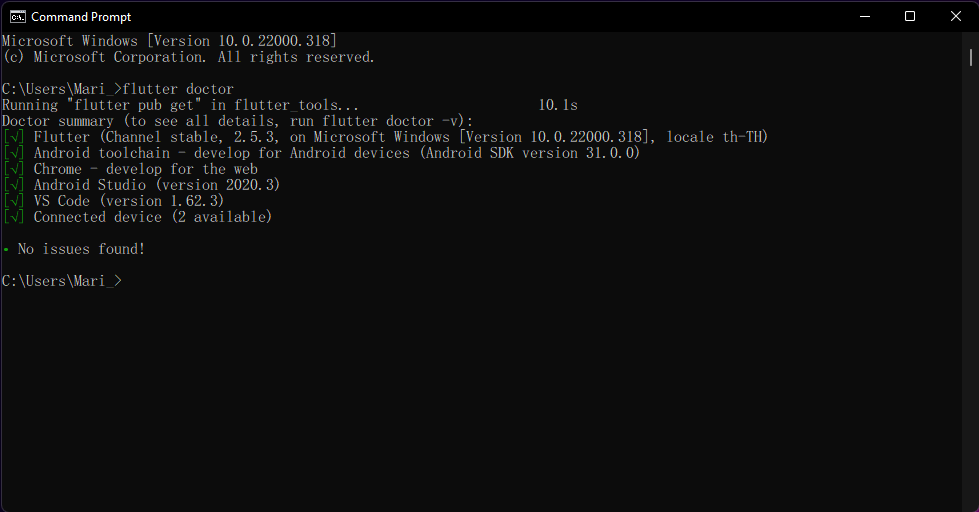 Command Prompt
Microsoft Windows [Version 10.0.22000.318]
(c) Microsoft Corporation. All rights reserved.
C:\Users\Mari_>flutter doctor
Running "flutter pub get" in flutter_tools... 10.1s
Doctor summary (to see all details, run flutter doctor -v):
[√] Flutter (Channel stable, 2.5.3, on Microsoft Windows [Version 10.0.22000.318], locale th-TH)
[√] Android toolchain - develop for Android devices (Android SDK version 31.0.0)
[√] Chrome - develop for the web
[√] Android Studio (version 2020.3)
[√] VS Code (version 1.62.3)
[√] Connected device (2 available)
• No issues found!
C:\Users\Mari_>